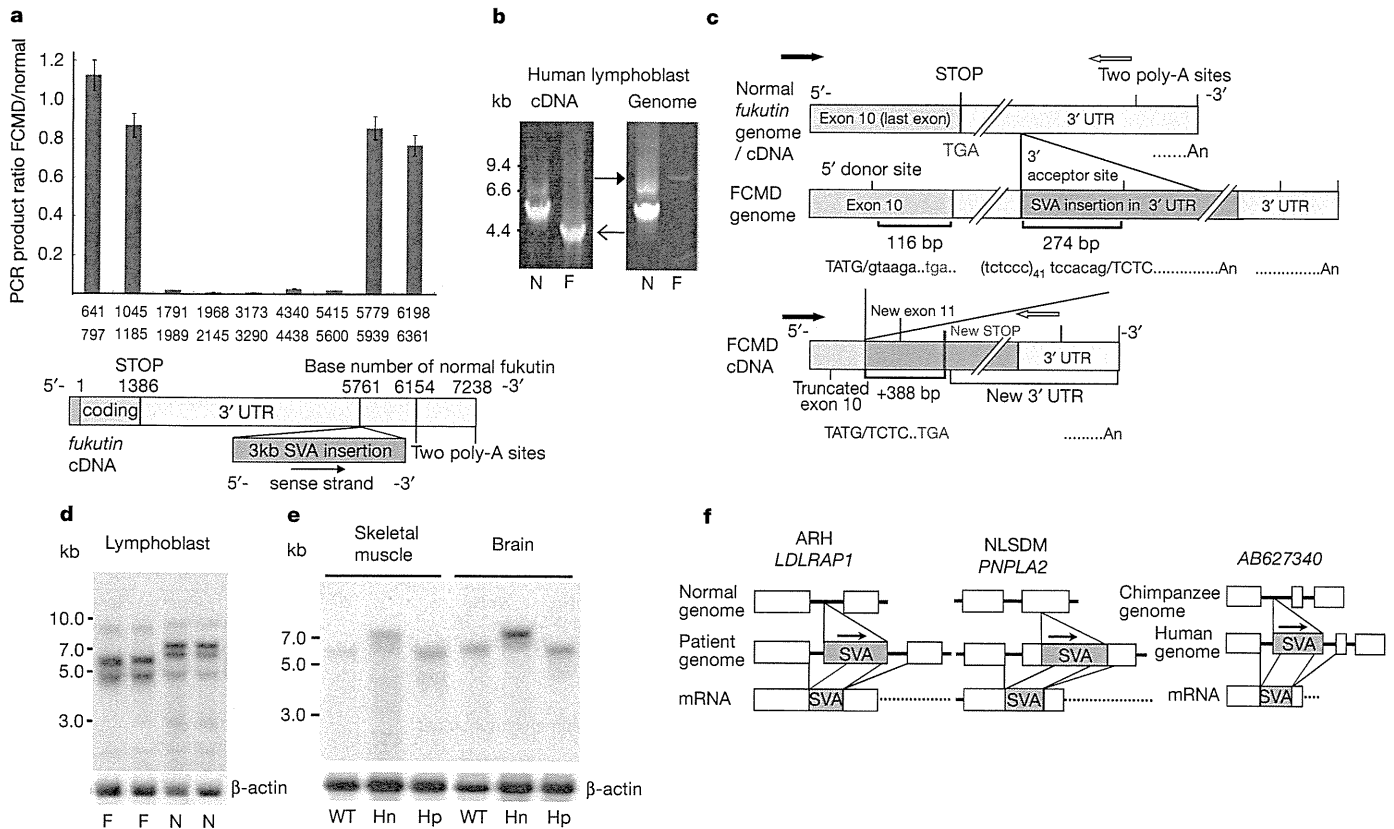 a
PCR product ratio FCMD/normal
1.2
1.0
0.8
0.6
0.4
0.2
641 1045 1791 1968 3173 4340 5415 5779 6198
797 1185 1989 2145 3290 4438 5600 5939 6361
STOP Base number of normal fukutin
5′- 1 1386 5761 6154 7238 -3′
coding 3′ UTR
fukutin
cDNA
3kb SVA insertion
Two poly-A sites
5′- sense strand -3′
b
Human lymphoblast
kb cDNA Genome
9.4
6.6
4.4
N F N F
c
Normal
fukutin
genome
/ cDNA
STOP
Two poly-A sites
5′- -3′
Exon 10 (last exon) 3′ UTR
TGA
.......An
5′ donor site
3′
acceptor site
FCMD
genome
Exon 10
SVA insertion in 3′ UTR
3′ UTR
116 bp 274 bp
TATG/gtaaga..tga.. (tctccc)41 tccacag/TCTC...............An ...............An
New exon 11
5′- New STOP -3′
FCMD
cDNA
3′ UTR
Truncated
exon 10
+388 bp
New 3′ UTR
TATG/TCTC..TGA .........An
d
kb Lymphoblast
10.0
7.0
5.0
3.0
β-actin
F F N N
e
kb
Skeletal
muscle
Brain
7.0
5.0
3.0
β-actin
WT Hn Hp WT Hn Hp
f
ARH
LDLRAP1
NLSDM
PNPLA2
AB627340
Normal
genome
Chimpanzee
genome
Patient
genome
SVA
SVA
Human
genome
SVA
mRNA
SVA
SVA
mRNA
SVA